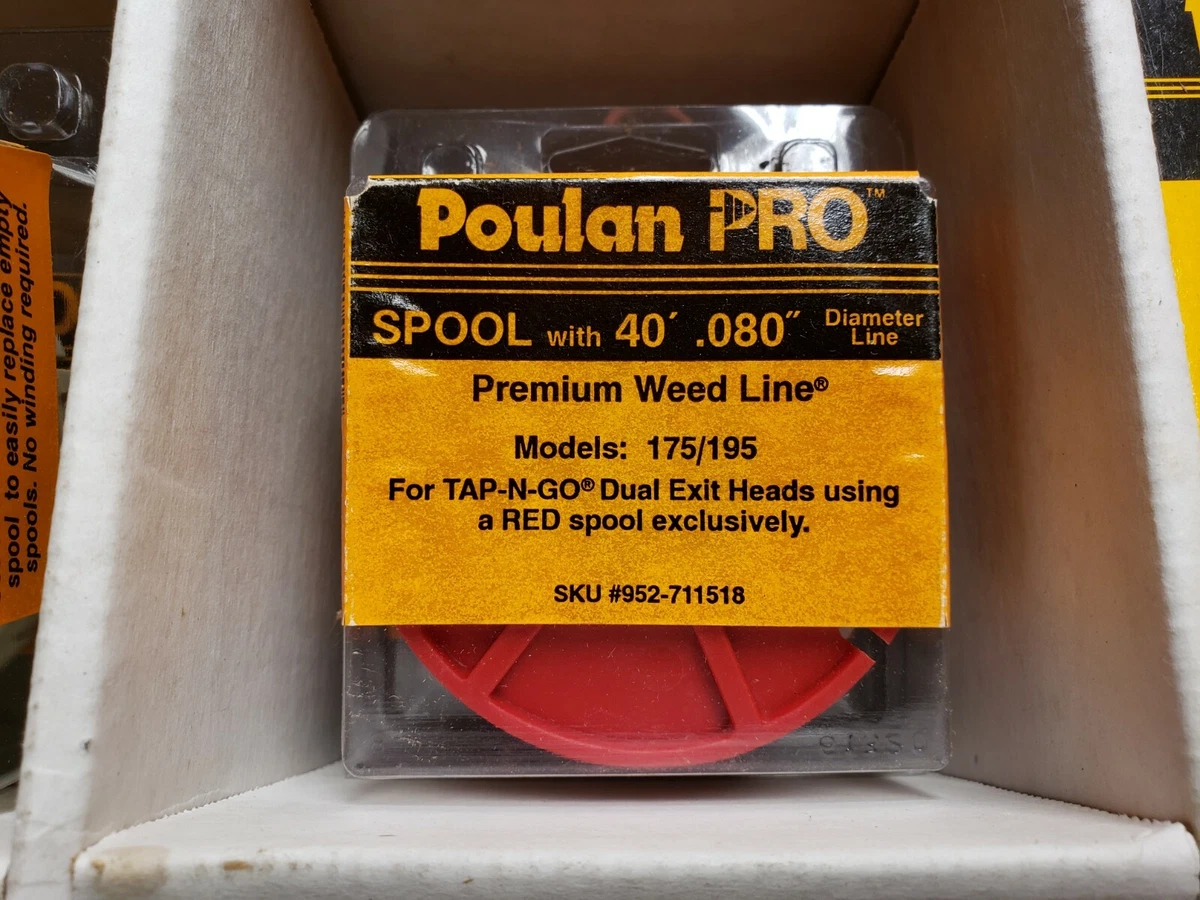 Poulan PRO™
SPOOL with 40′ .080″ Diameter Line
Premium Weed Line®
Models: 175/195
For TAP-N-GO® Dual Exit Heads using
a RED spool exclusively.
SKU #952-711518
spool to easily replace empty
spools. No winding required.